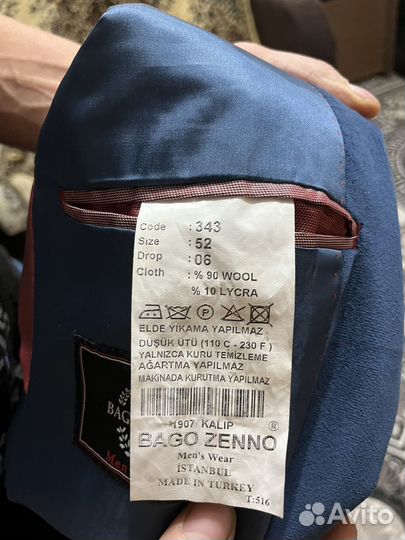 Code : 343
Size : 52
Drop : 06
Cloth : % 90 WOOL
% 10 LYCRA
P
ELDE YIKAMA YAPILMAZ
DÜŞÜK ÜTÜ (110 C - 230 F)
YALNIZCA KURU TEMİZLEME
AĞARTMA YAPILMAZ
MAKİNADA KURUTMA YAPILMAZ
1907 KALIP ®
BAGO ZENNO
Men's Wear
İSTANBUL
MADE IN TURKEY
T:516
BAGO
Men
Avito